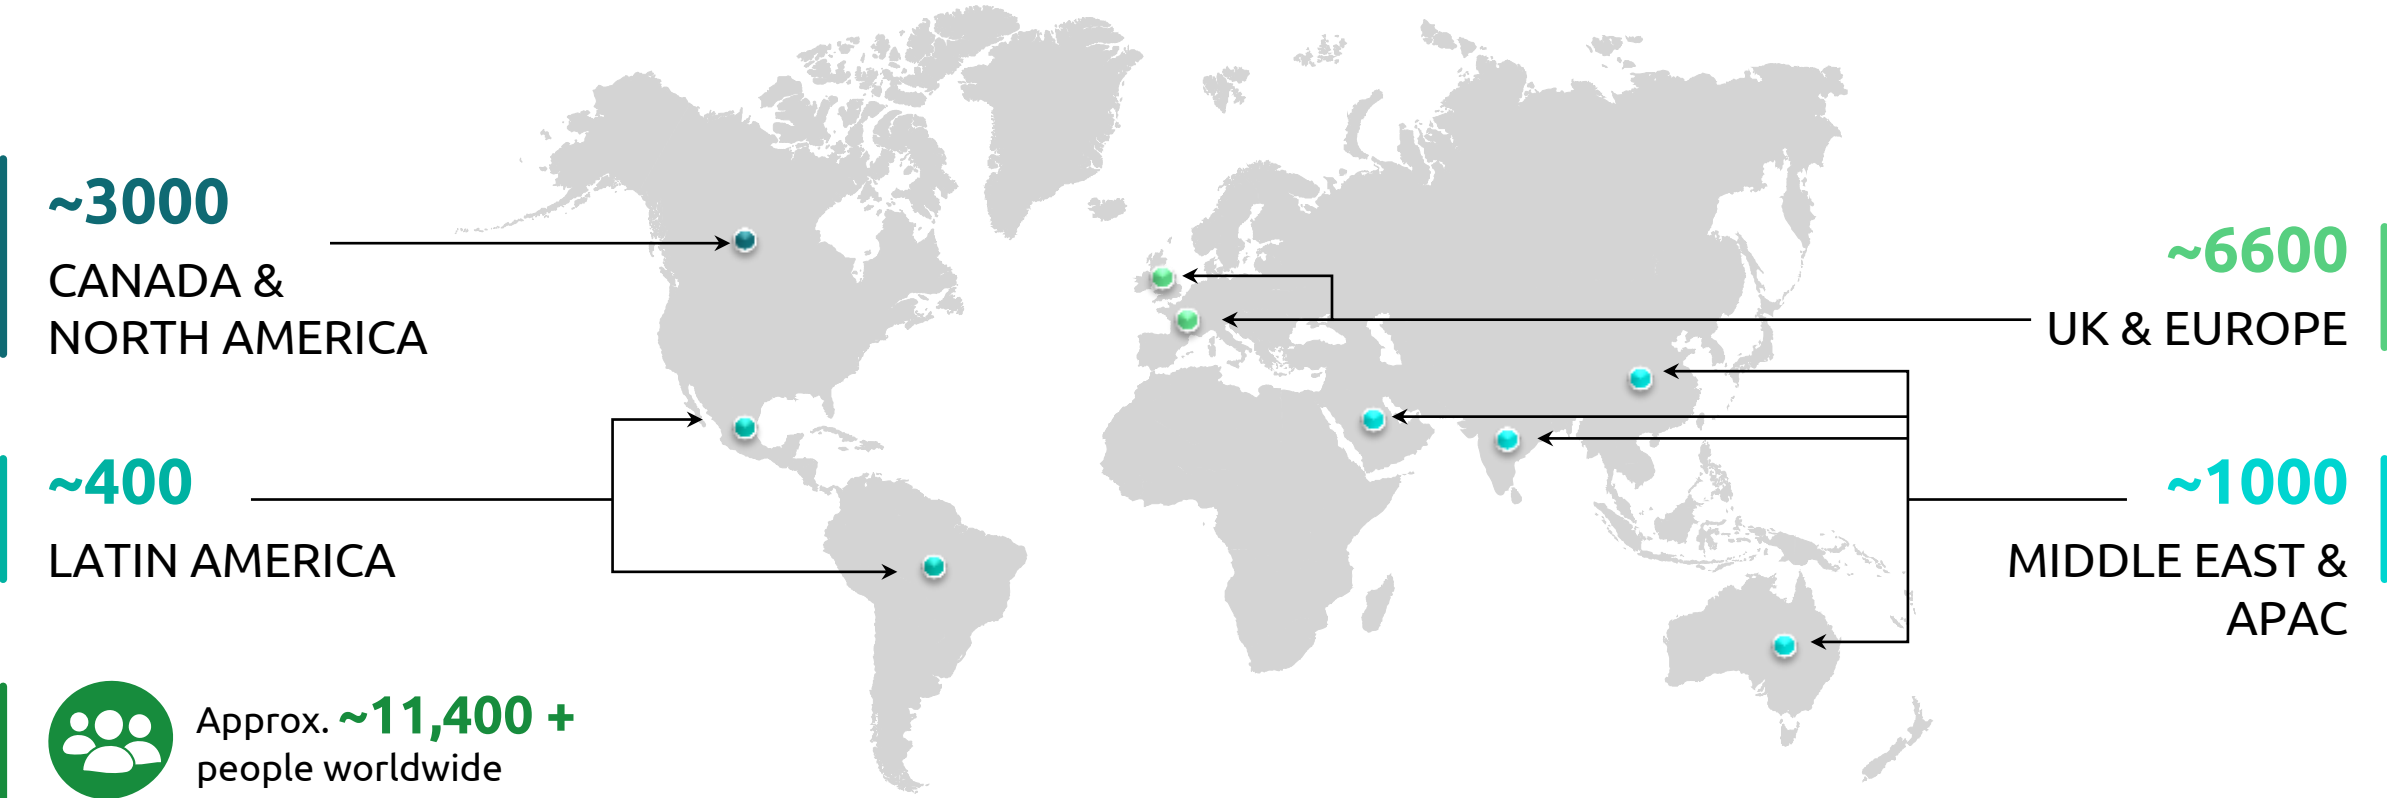 ~3000
CANADA &
NORTH AMERICA
~400
LATIN AMERICA
Approx. ~11,400 +
people worldwide
~6600
UK & EUROPE
~1000
MIDDLE EAST &
APAC